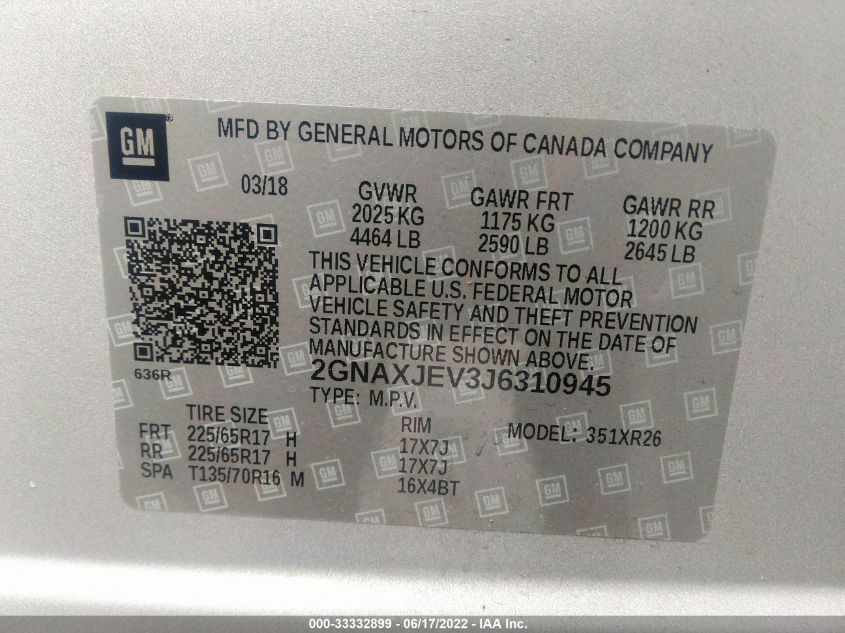 GM ®
MFD BY GENERAL MOTORS OF CANADA COMPANY
03/18
GVWR
2025 KG
4464 LB
GAWR FRT
1175 KG
2590 LB
GAWR RR
1200 KG
2645 LB
THIS VEHICLE CONFORMS TO ALL
APPLICABLE U.S. FEDERAL MOTOR
VEHICLE SAFETY AND THEFT PREVENTION
STANDARDS IN EFFECT ON THE DATE OF
MANUFACTURE SHOWN ABOVE.
636R
2GNAXJEV3J6310945
TYPE: M.P.V.
MODEL: 351XR26
TIRE SIZE RIM
FRT 225/65R17 H 17X7J
RR 225/65R17 H 17X7J
SPA T135/70R16 M 16X4BT
000-33332899 - 06/17/2022 - IAA Inc.